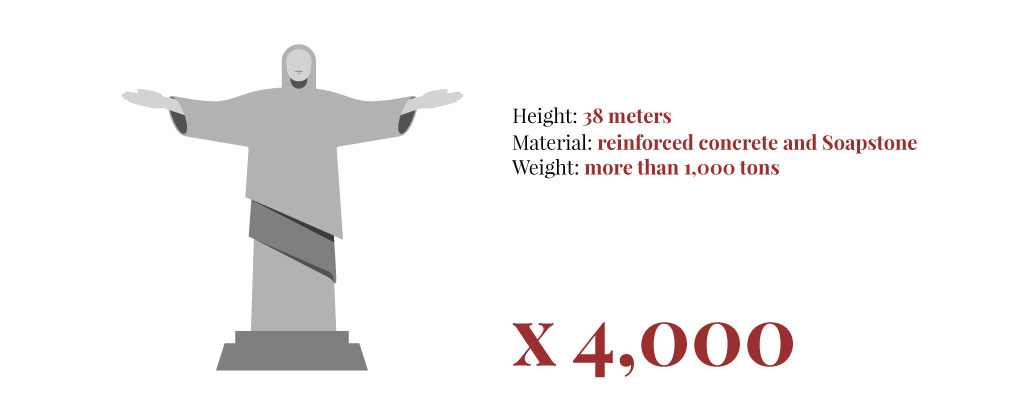 Height: 38 meters
Material: reinforced concrete and Soapstone
Weight: more than 1,000 tons
x 4,000